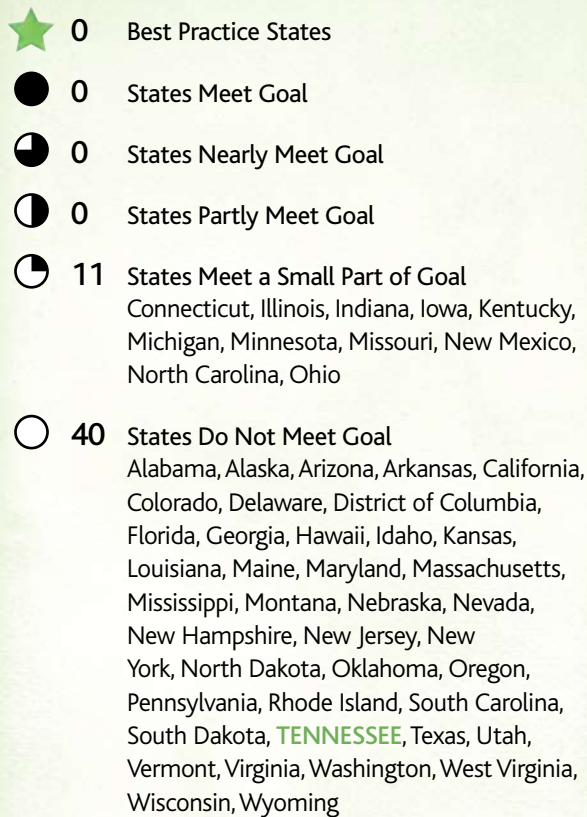 0 Best Practice States
0 States Meet Goal
0 States Nearly Meet Goal
0 States Partly Meet Goal
11 States Meet a Small Part of Goal
Connecticut, Illinois, Indiana, Iowa, Kentucky,
Michigan, Minnesota, Missouri, New Mexico,
North Carolina, Ohio
40 States Do Not Meet Goal
Alabama, Alaska, Arizona, Arkansas, California,
Colorado, Delaware, District of Columbia,
Florida, Georgia, Hawaii, Idaho, Kansas,
Louisiana, Maine, Maryland, Massachusetts,
Mississippi, Montana, Nebraska, Nevada,
New Hampshire, New Jersey, New
York, North Dakota, Oklahoma, Oregon,
Pennsylvania, Rhode Island, South Carolina,
South Dakota, TENNESSEE, Texas, Utah,
Vermont, Virginia, Washington, West Virginia,
Wisconsin, Wyoming